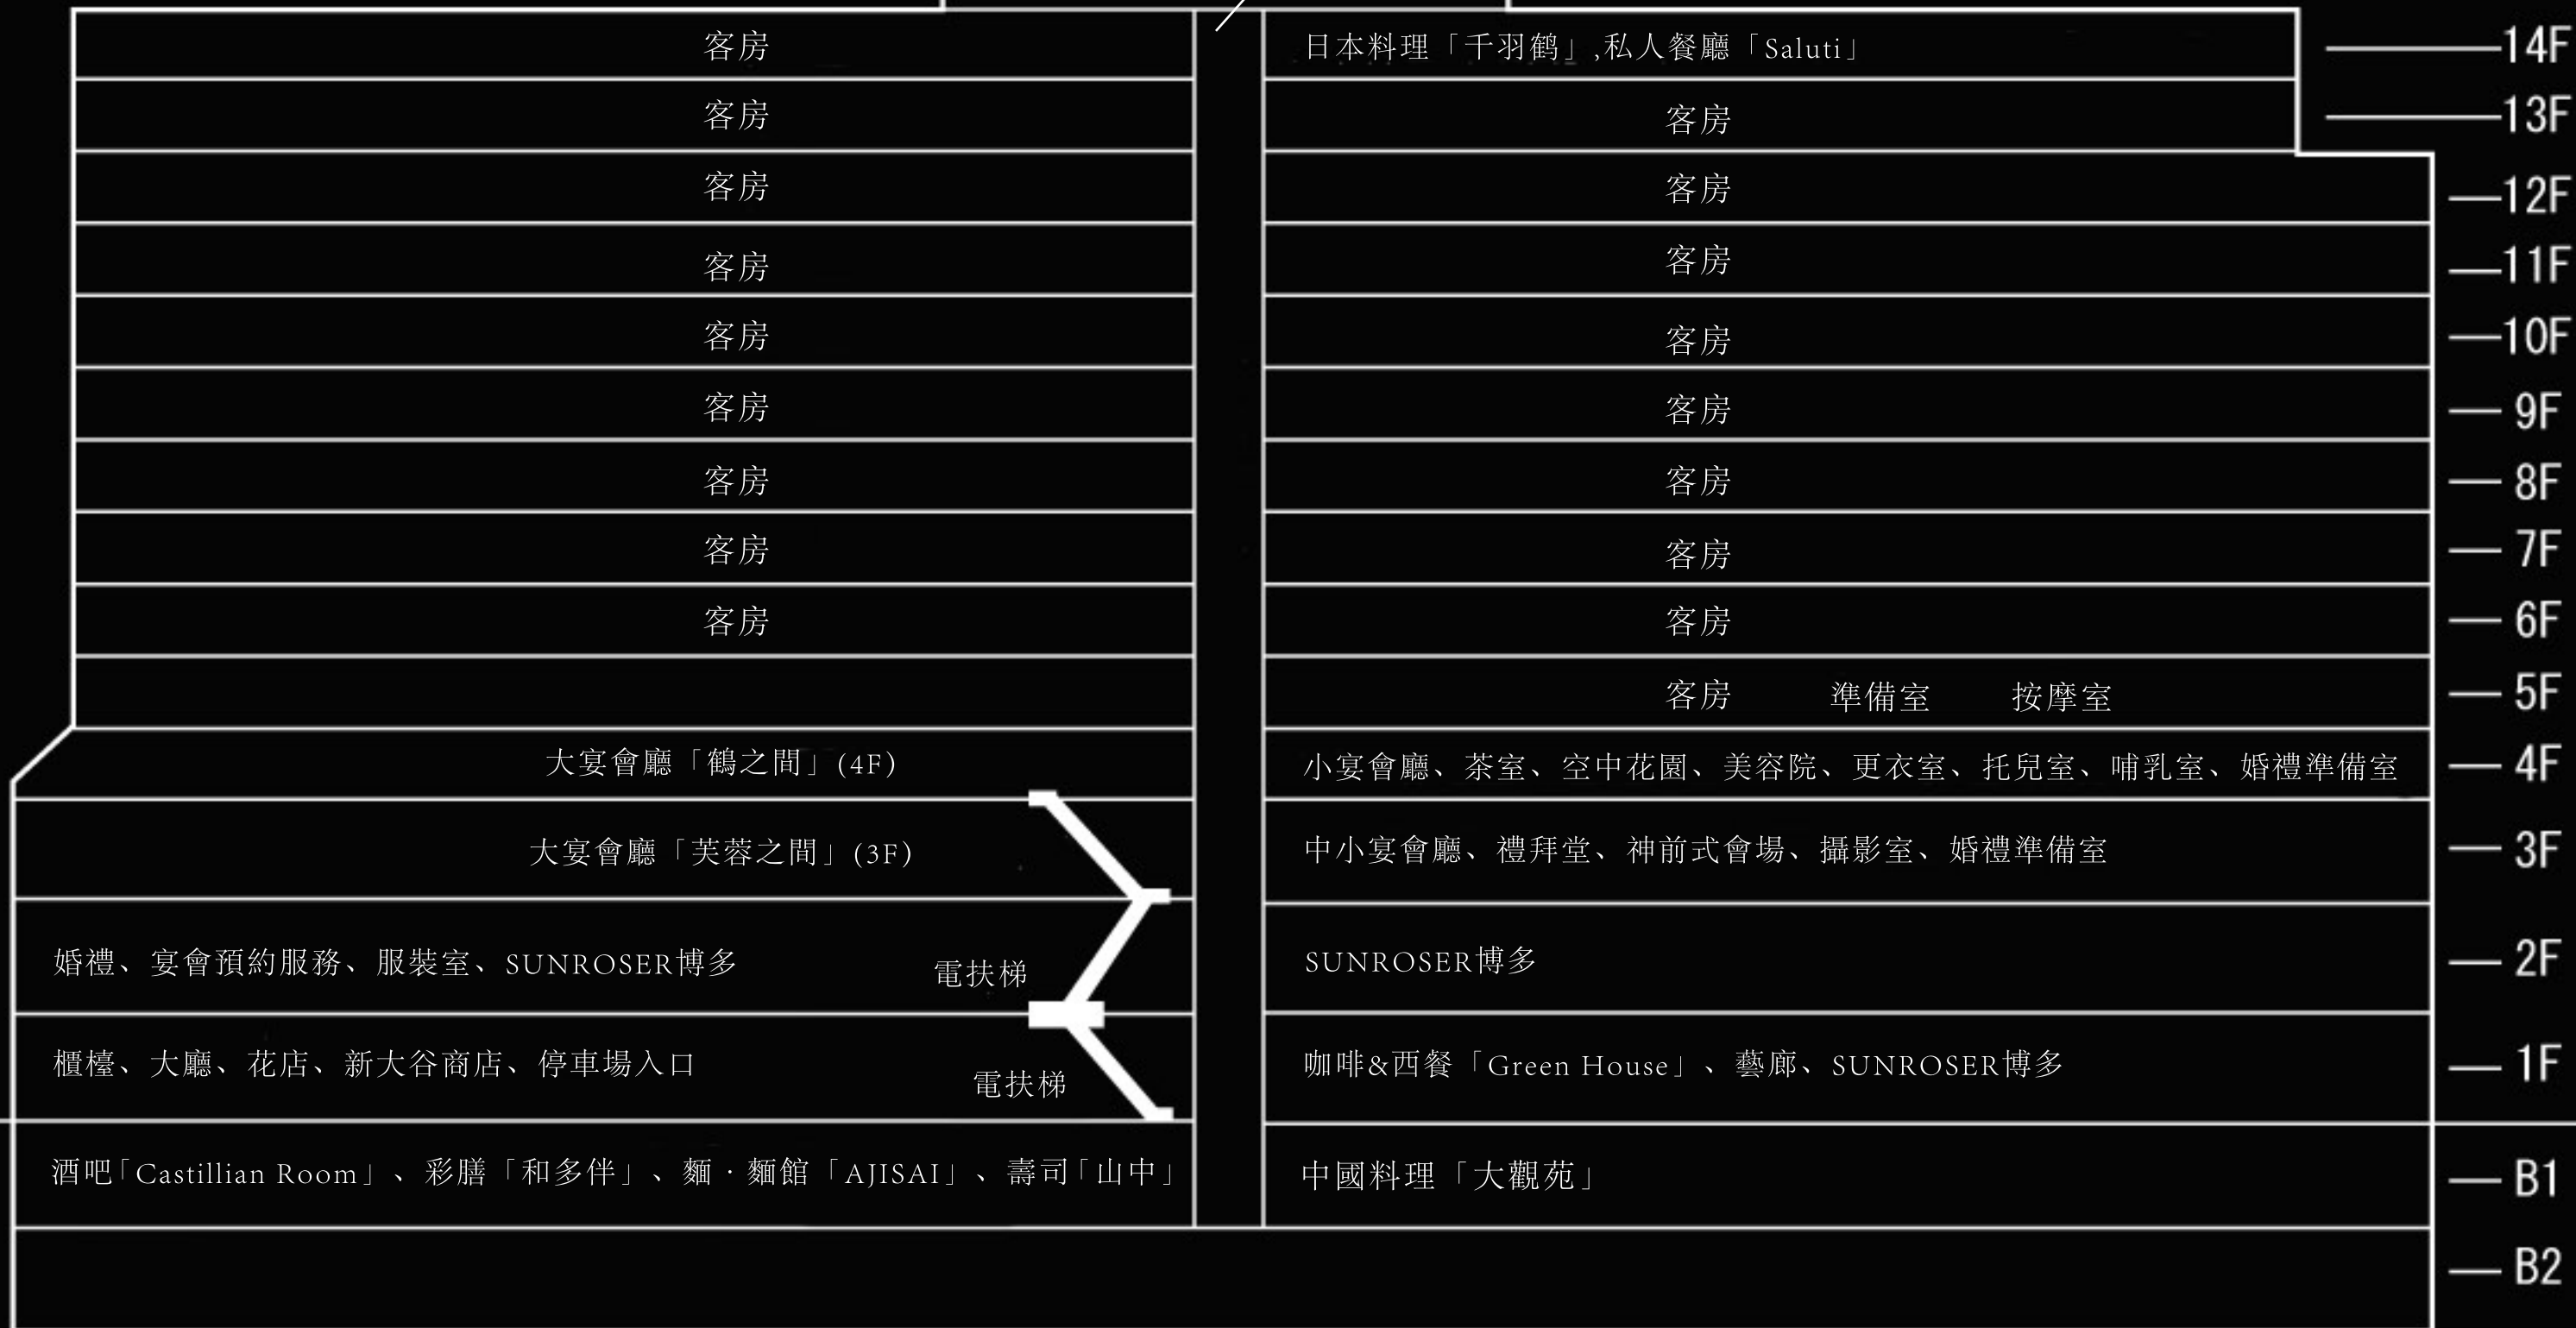 客房 日本料理「千羽鹤」,私人餐廳「Saluti」 14F
客房 客房 13F
客房 客房 12F
客房 客房 11F
客房 客房 10F
客房 客房 9F
客房 客房 8F
客房 客房 7F
客房 客房 6F
客房 準備室 按摩室 5F
大宴會廳「鶴之間」(4F) 小宴會廳、茶室、空中花園、美容院、更衣室、托兒室、哺乳室、婚禮準備室 4F
大宴會廳「芙蓉之間」(3F) 中小宴會廳、禮拜堂、神前式會場、攝影室、婚禮準備室 3F
婚禮、宴會預約服務、服裝室、SUNROSER博多 電扶梯 SUNROSER博多 2F
櫃檯、大廳、花店、新大谷商店、停車場入口 電扶梯 咖啡&西餐「Green House」、藝廊、SUNROSER博多 1F
酒吧「Castillian Room」、彩膳「和多伴」、麵‧麵館「AJISAI」、壽司「山中」 中國料理「大觀苑」 B1
B2